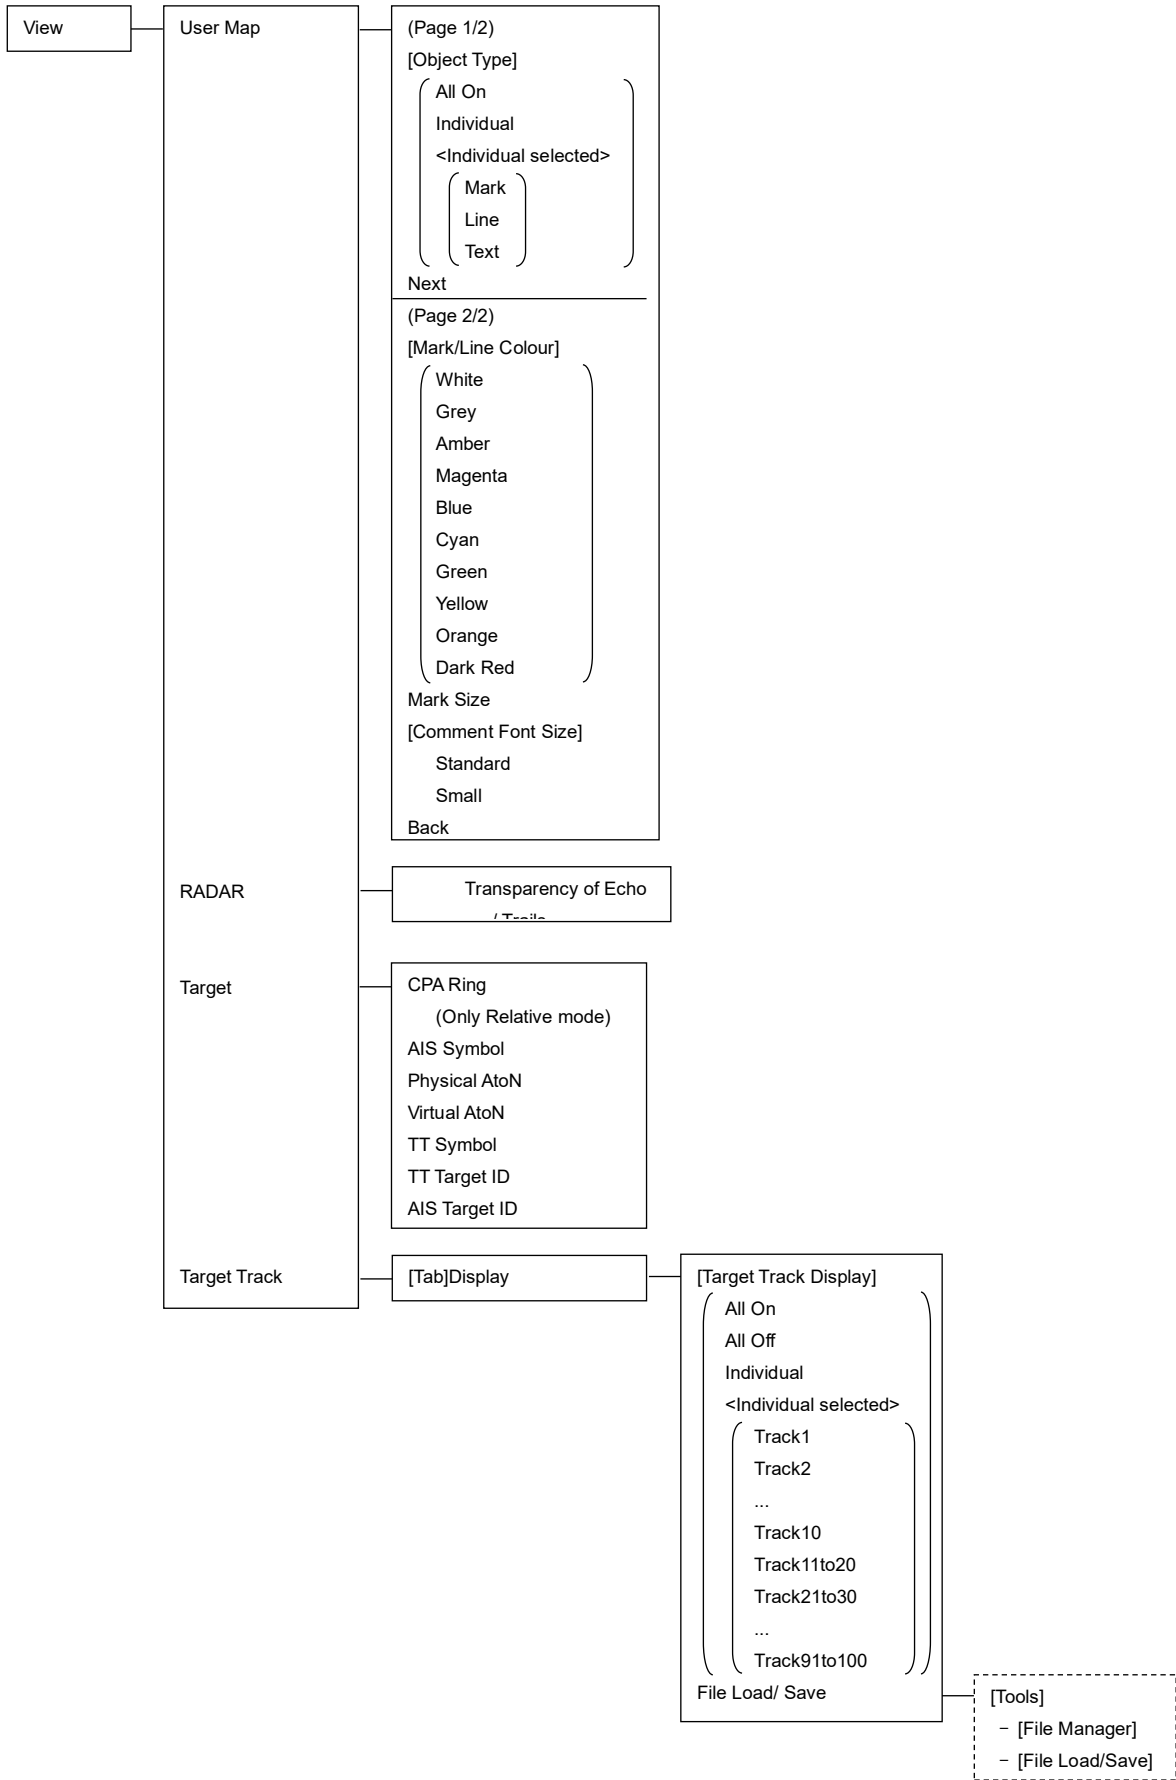 View
User Map
(Page 1/2)
[Object Type]
All On
Individual
<Individual selected>
Mark
Line
Text
Next
(Page 2/2)
[Mark/Line Colour]
White
Grey
Amber
Magenta
Blue
Cyan
Green
Yellow
Orange
Dark Red
Mark Size
[Comment Font Size]
Standard
Small
Back
RADAR
Transparency of Echo
/ Trails
Target
CPA Ring
(Only Relative mode)
AIS Symbol
Physical AtoN
Virtual AtoN
TT Symbol
TT Target ID
AIS Target ID
Target Track
[Tab]Display
[Target Track Display]
All On
All Off
Individual
<Individual selected>
Track1
Track2
...
Track10
Track11to20
Track21to30
...
Track91to100
File Load/ Save
[Tools]
− [File Manager]
− [File Load/Save]